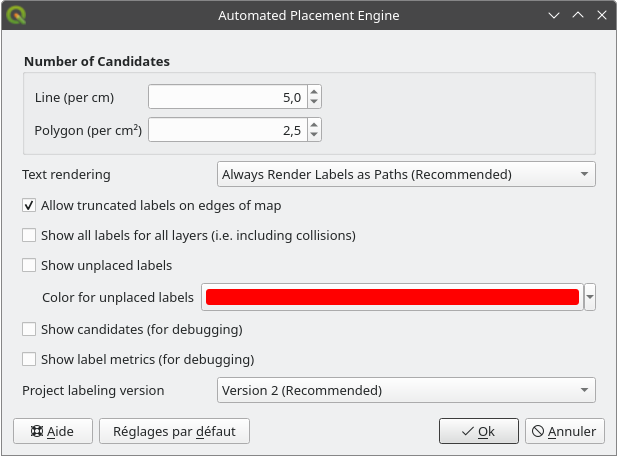 Automated Placement Engine
Number of Candidates
Line (per cm) 5,0
Polygon (per cm²) 2,5
Text rendering Always Render Labels as Paths (Recommended)
Allow truncated labels on edges of map
Show all labels for all layers (i.e. including collisions)
Show unplaced labels
Color for unplaced labels
Show candidates (for debugging)
Show label metrics (for debugging)
Project labeling version Version 2 (Recommended)
Aide Réglages par défaut Ok Annuler